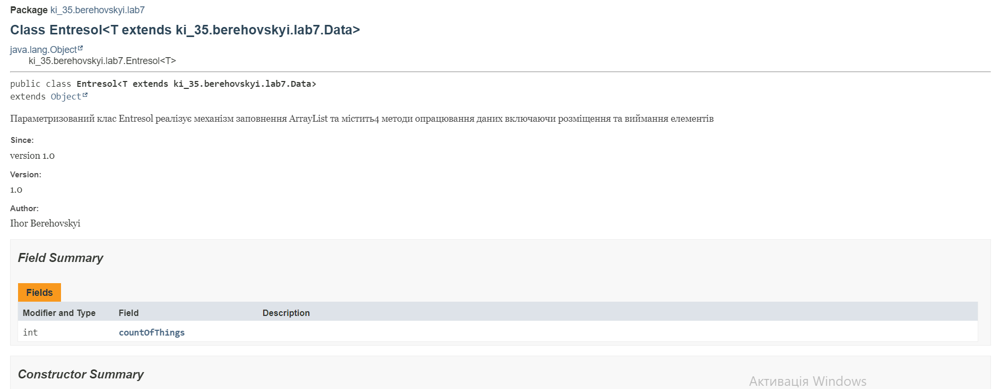 Package ki_35.berehovskyi.lab7
Class Entresol<T extends ki_35.berehovskyi.lab7.Data>
java.lang.Object
ki_35.berehovskyi.lab7.Entresol<T>
public class Entresol<T extends ki_35.berehovskyi.lab7.Data>
extends Object
Параметризований клас Entresol реалізує механізм заповнення ArrayList та містить4 методи опрацювання даних включаючи розміщення та виймання елементів
Since:
version 1.0
Version:
1.0
Author:
Ihor Berehovskyi
Field Summary
Fields
Modifier and Type Field Description
int countOfThings
Constructor Summary
Активація Windows